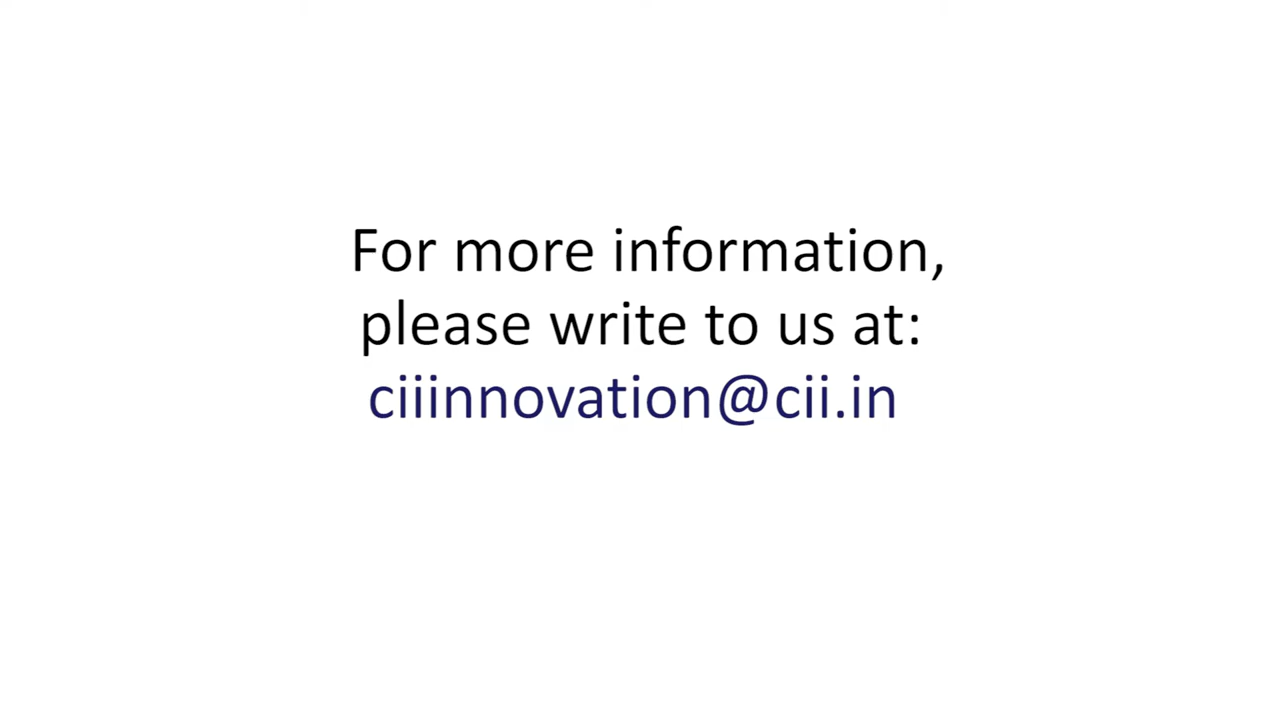 For more information,
please write to us at:
ciiinnovation@cii.in